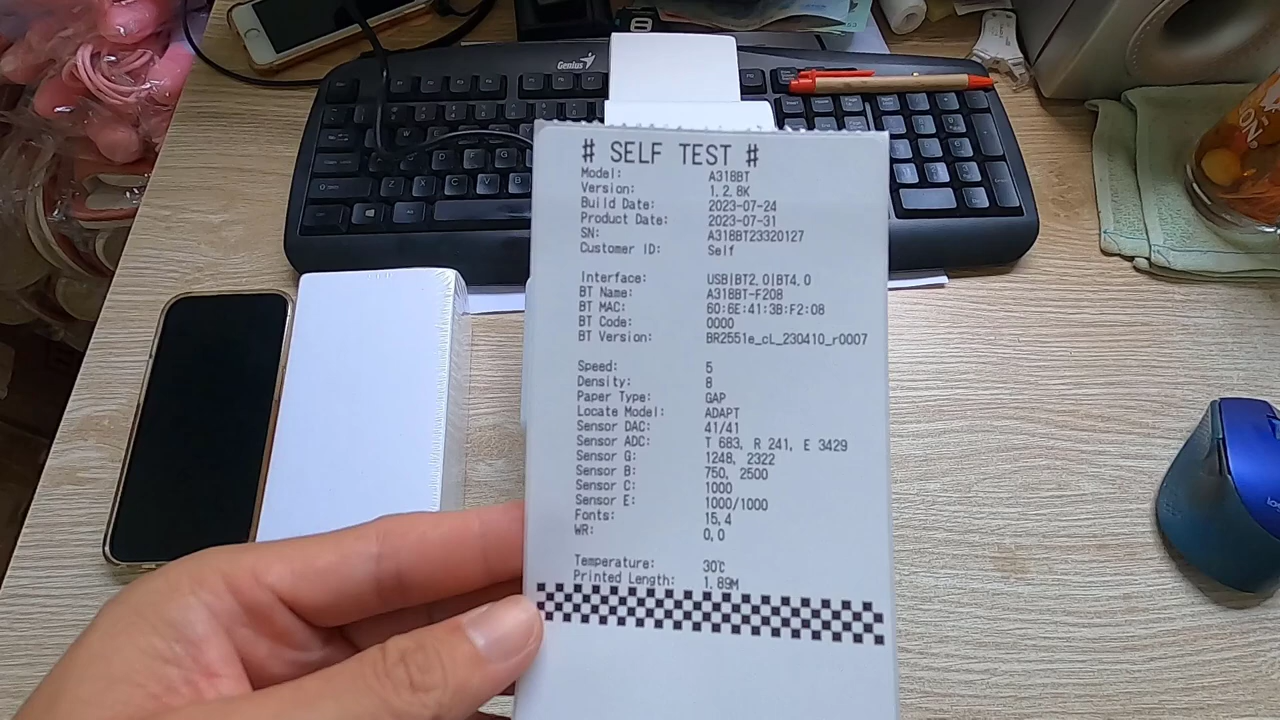 Genius
# SELF TEST #
Model: A318BT
Version: 1.2.8K
Build Date: 2023-07-24
Product Date: 2023-07-31
SN: A318BT23320127
Customer ID: Self
Interface: USB|BT2.0|BT4.0
BT Name: A318BT-F208
BT MAC: 60:6E:41:3B:F2:08
BT Code: 0000
BT Version: BR2551e_cL_230410_r0007
Speed: 5
Density: 8
Paper Type: GAP
Locate Model: ADAPT
Sensor DAC: 41/41
Sensor ADC: T 683, R 241, E 3429
Sensor G: 1248, 2322
Sensor B: 750, 2500
Sensor C: 1000
Sensor E: 1000/1000
Fonts: 15,4
WR: 0,0
Temperature: 30℃
Printed Length: 1.89M